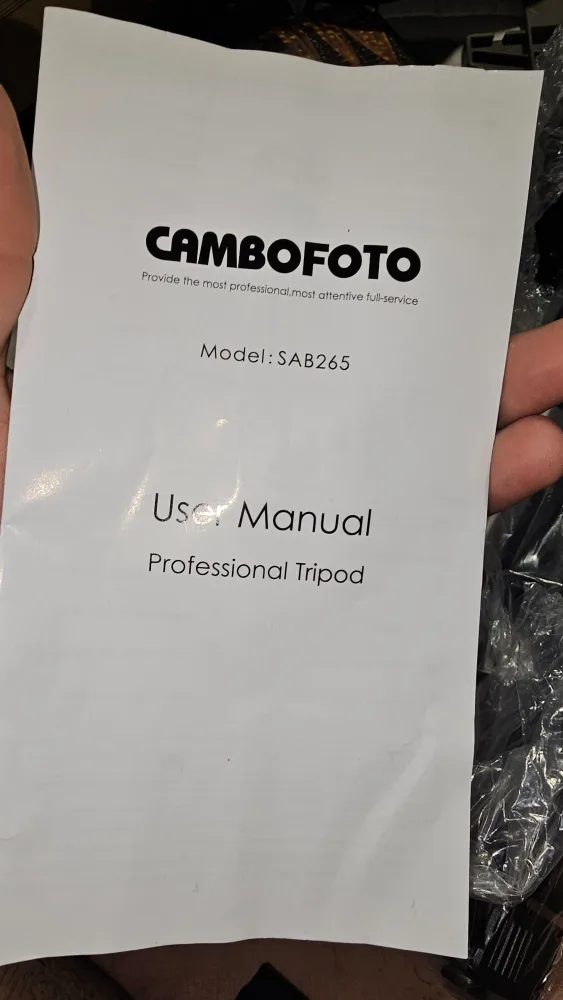 CAMBOFOTO
Provide the most professional,most attentive full-service
Model:SAB265
User Manual
Professional Tripod